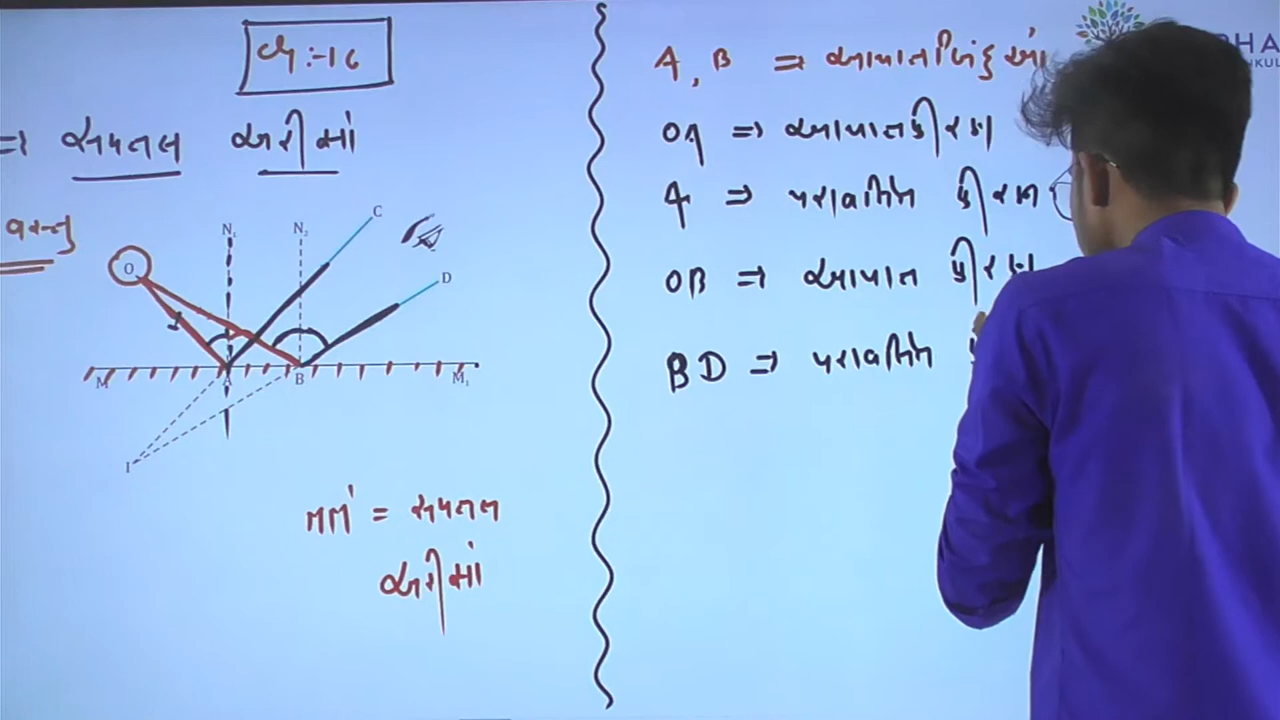 Ch :- 16
⇒ સમતલ અરીસો
વસ્તુ
N₁
N₂
C
O
D
M
A
B
M₁
I
MM' = સમતલ
અરીસો
A, B ⇒ આપાતબિંદુઓ
OA ⇒ આપાતકિરણ
A ⇒ પરાવર્તિત કિરણ
OB ⇒ આપાત કિરણ
BD ⇒ પરાવર્તિત